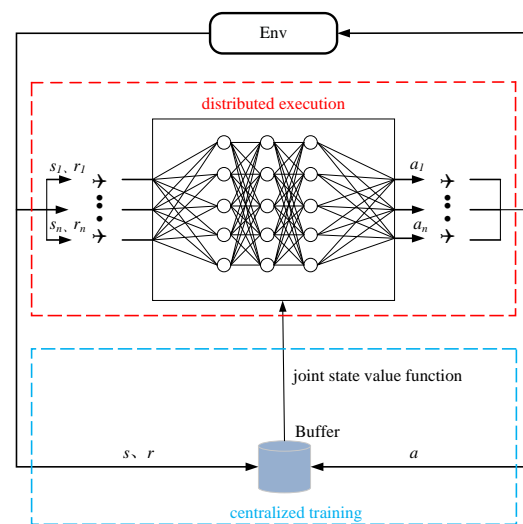 Env
distributed execution
s1、r1
a1
sn、rn
an
joint state value function
Buffer
s、r
a
centralized training